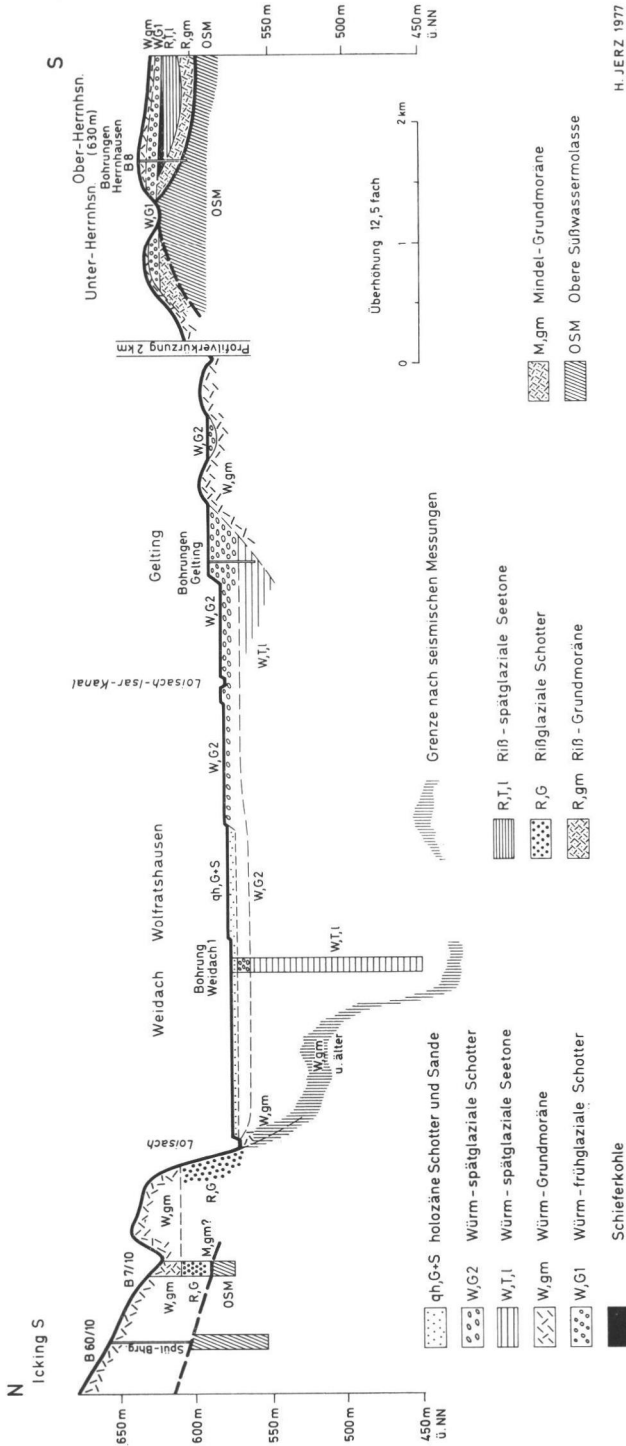 N
S
Icking S
B 60/10
B 7/10
Loisach
Weidach
Wolfratshausen
Bohrung
Weidach 1
Loisach-Isar-Kanal
Gelting
Bohrungen
Gelting
Profilverkürzung 2 km
Unter-Herrnhsn.
Ober-Herrnhsn.
(630 m)
Bohrungen
Herrnhausen
B 8
W,gm
W,G1
R,T,l
R,gm
OSM
650 m
600 m
550 m
500 m
450 m
ü. NN
550 m
500 m
450 m
ü. NN
Spül-Bhrg.
W,gm
R,G
OSM
M,gm?
W,gm
R,G
W,gm
W,gm
u. älter
qh,G+S
W,G2
W,T,l
W,G2
W,G2
W,T,l
W,G2
W,gm
W,G1
OSM
Überhöhung 12,5 fach
0
1
2 km
Grenze nach seismischen Messungen
qh,G+S holozäne Schotter und Sande
W,G2 Würm-spätglaziale Schotter
W,T,l Würm-spätglaziale Seetone
W,gm Würm-Grundmoräne
W,G1 Würm-frühglaziale Schotter
Schieferkohle
R,T,l Riß-spätglaziale Seetone
R,G Rißglaziale Schotter
R,gm Riß-Grundmoräne
M,gm Mindel-Grundmoräne
OSM Obere Süßwassermolasse
H. JERZ 1977